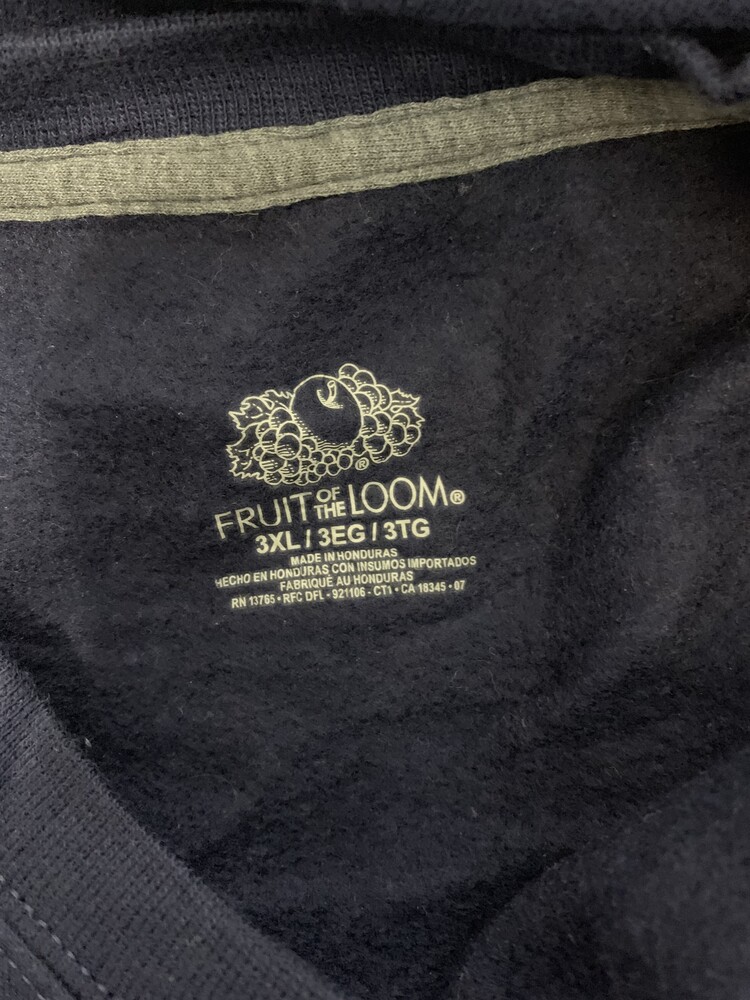 ®
FRUIT OF THE LOOM®
3XL / 3EG / 3TG
MADE IN HONDURAS
HECHO EN HONDURAS CON INSUMOS IMPORTADOS
FABRIQUÉ AU HONDURAS
RN 13765 • RFC DFL - 921106 - CT1 • CA 18345 • 07